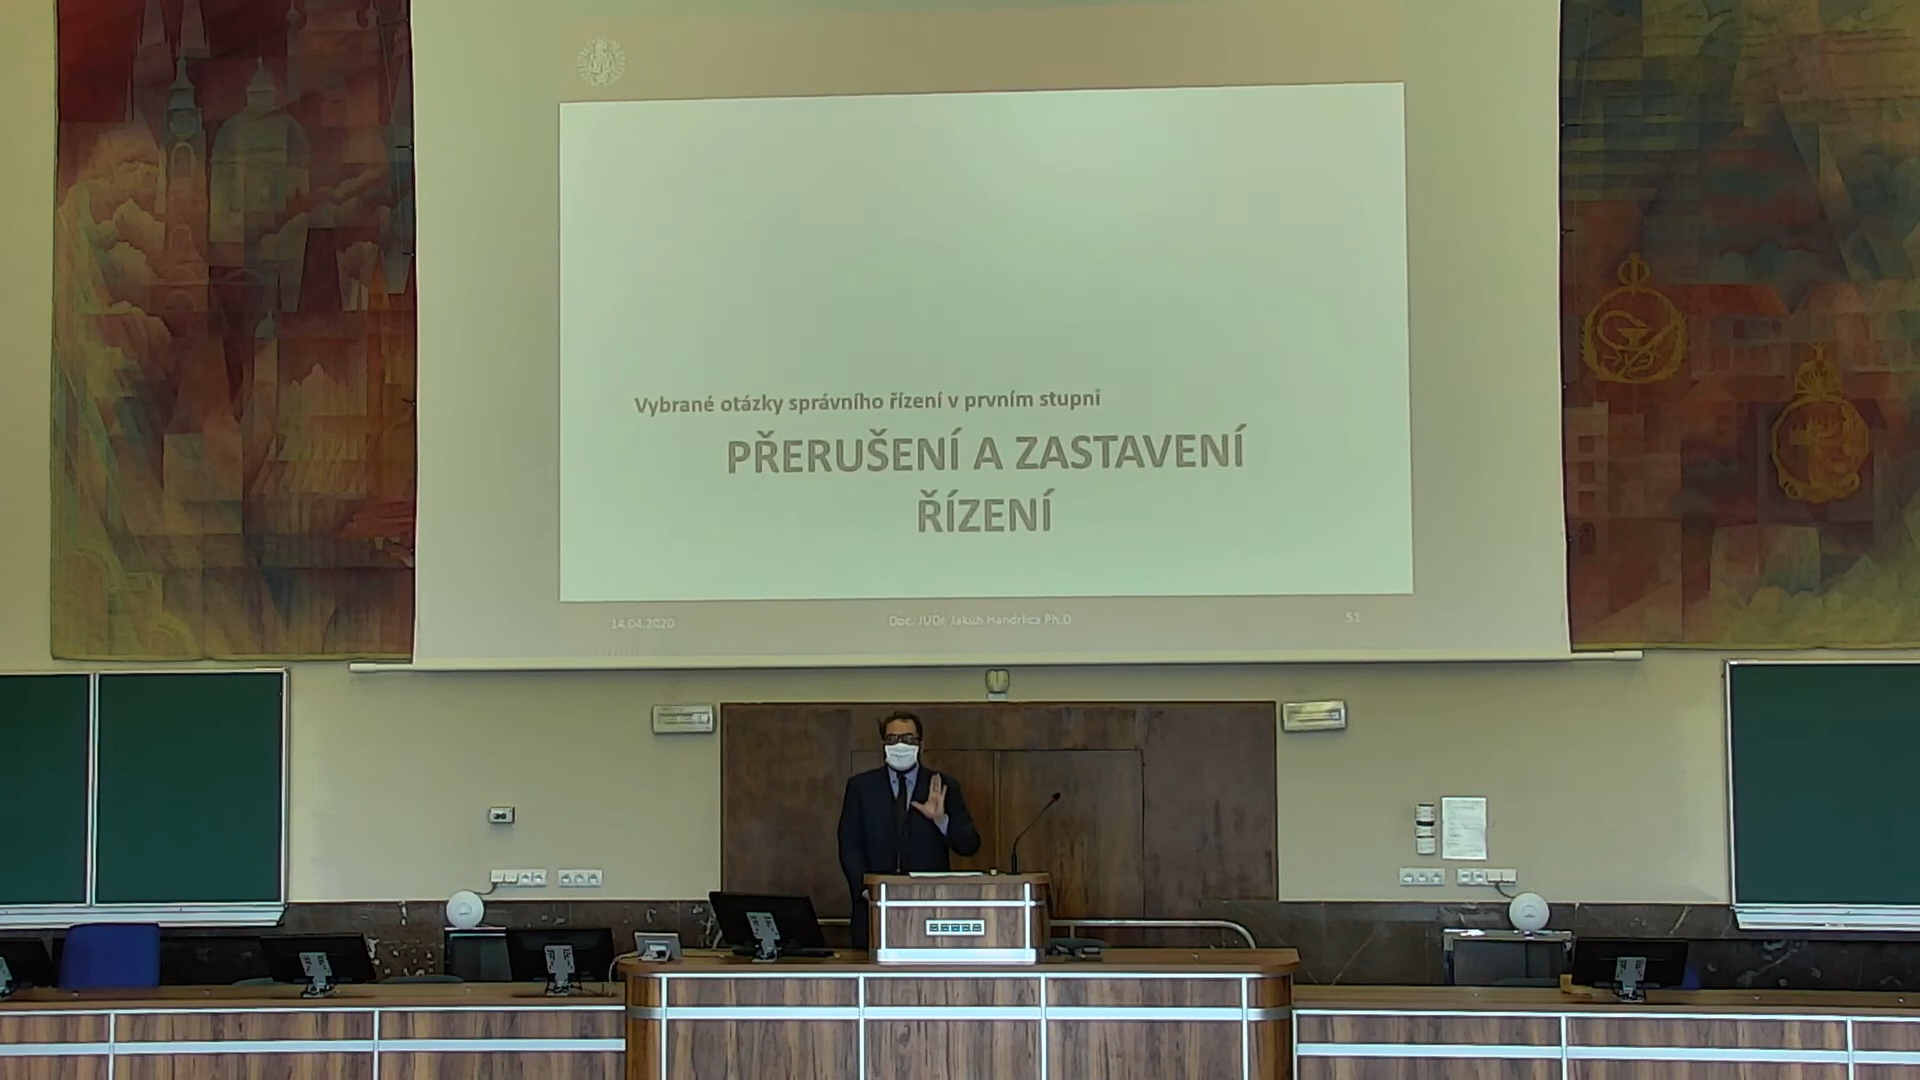 Vybrané otázky správního řízení v prvním stupni
PŘERUŠENÍ A ZASTAVENÍ
ŘÍZENÍ
14.04.2020
Doc. JUDr. Jakub Handrlica Ph.D
51